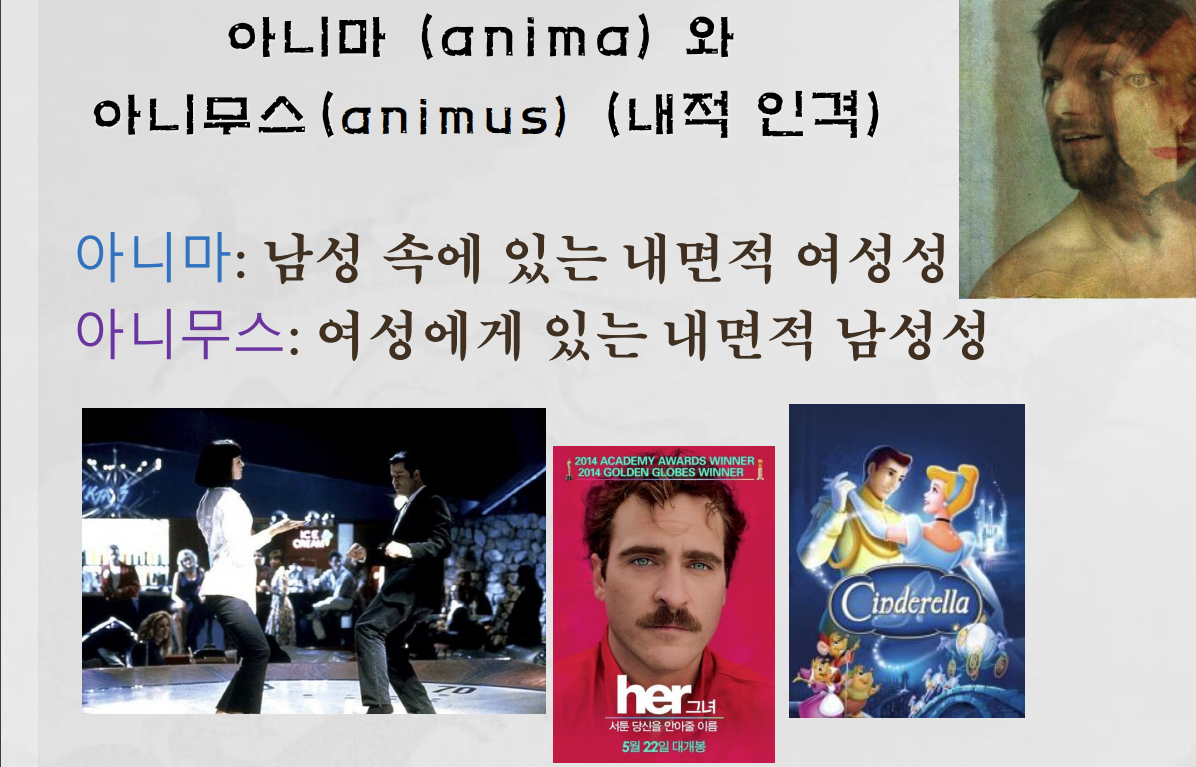 아니마 (anima) 와
아니무스(animus) (내적 인격)
아니마: 남성 속에 있는 내면적 여성성
아니무스: 여성에게 있는 내면적 남성성
ICE
CREAM
70
2014 ACADEMY AWARDS WINNER
2014 GOLDEN GLOBES WINNER
her 그녀
서툰 당신을 안아줄 이름
5월 22일 대개봉
Cinderella